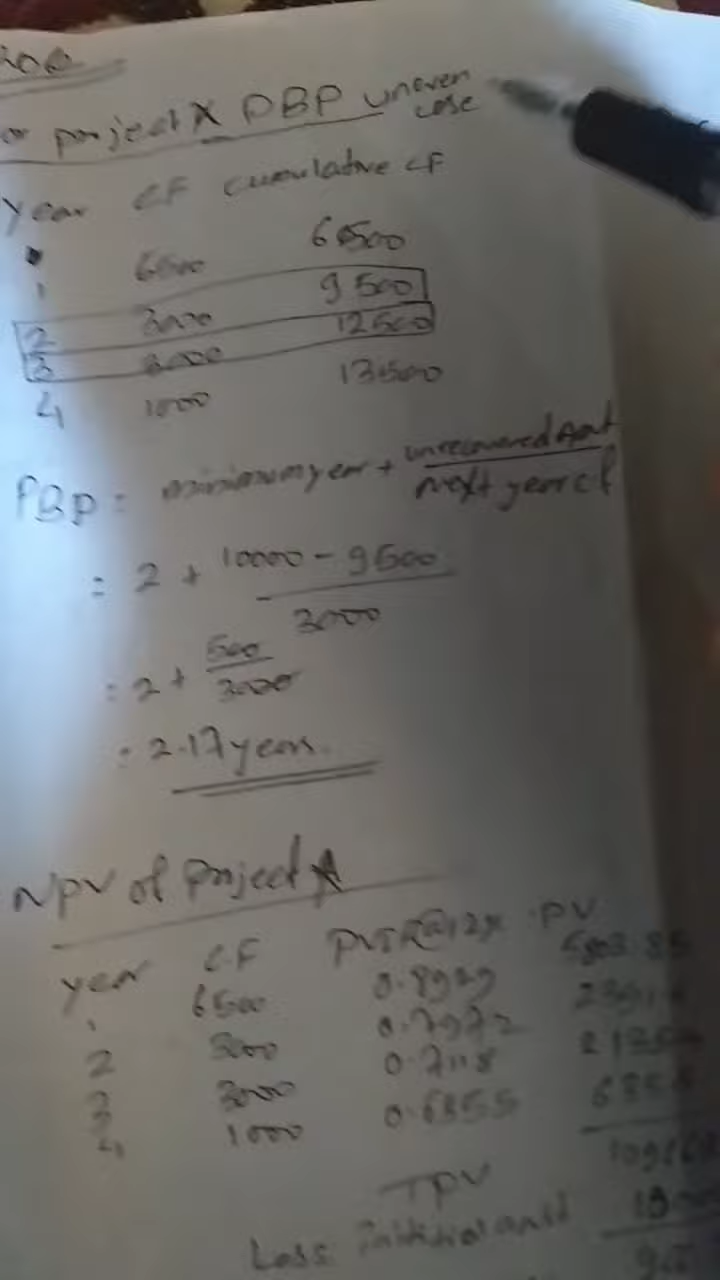 or project X PBP uneven case
year CF cumulative CF
1 6500 6500
2 3000 9500
3 3000 12500
4 1000 13500
PBP = minimum year + unrecovered Amt
next year CF
= 2 + 10000 - 9500
3000
= 2 + 500
3000
= 2.17 years
NPV of project X
year CF PVIF@12% PV
1 6500 0.8929
2 3000 0.7972
3 3000 0.7118
4 1000 0.6355
TPV
Less